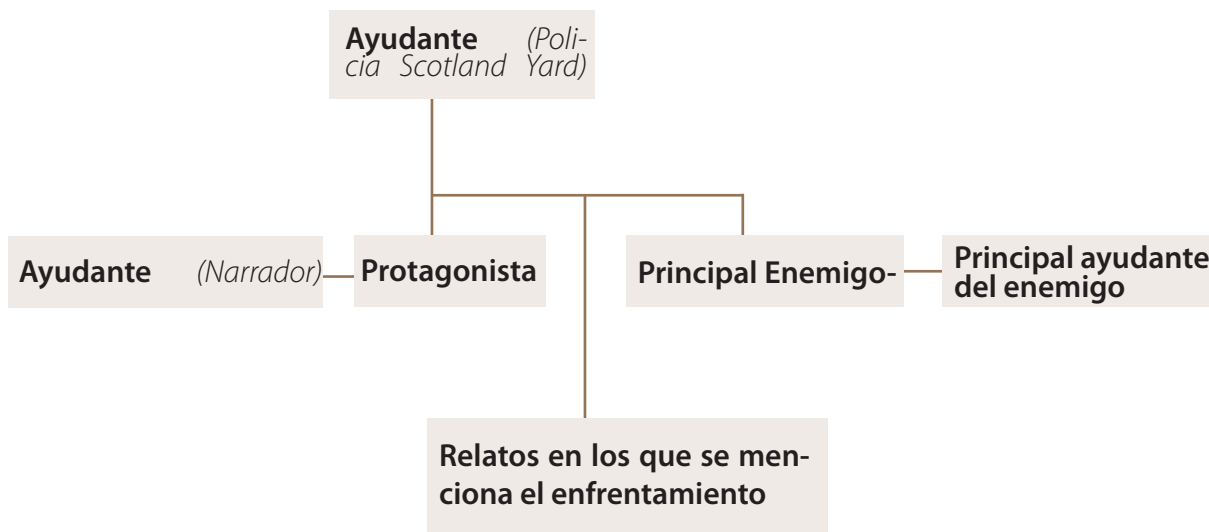 Ayudante (Poli-
cia Scotland Yard)
Ayudante (Narrador)
Protagonista
Principal Enemigo-
Principal ayudante
del enemigo
Relatos en los que se men-
ciona el enfrentamiento